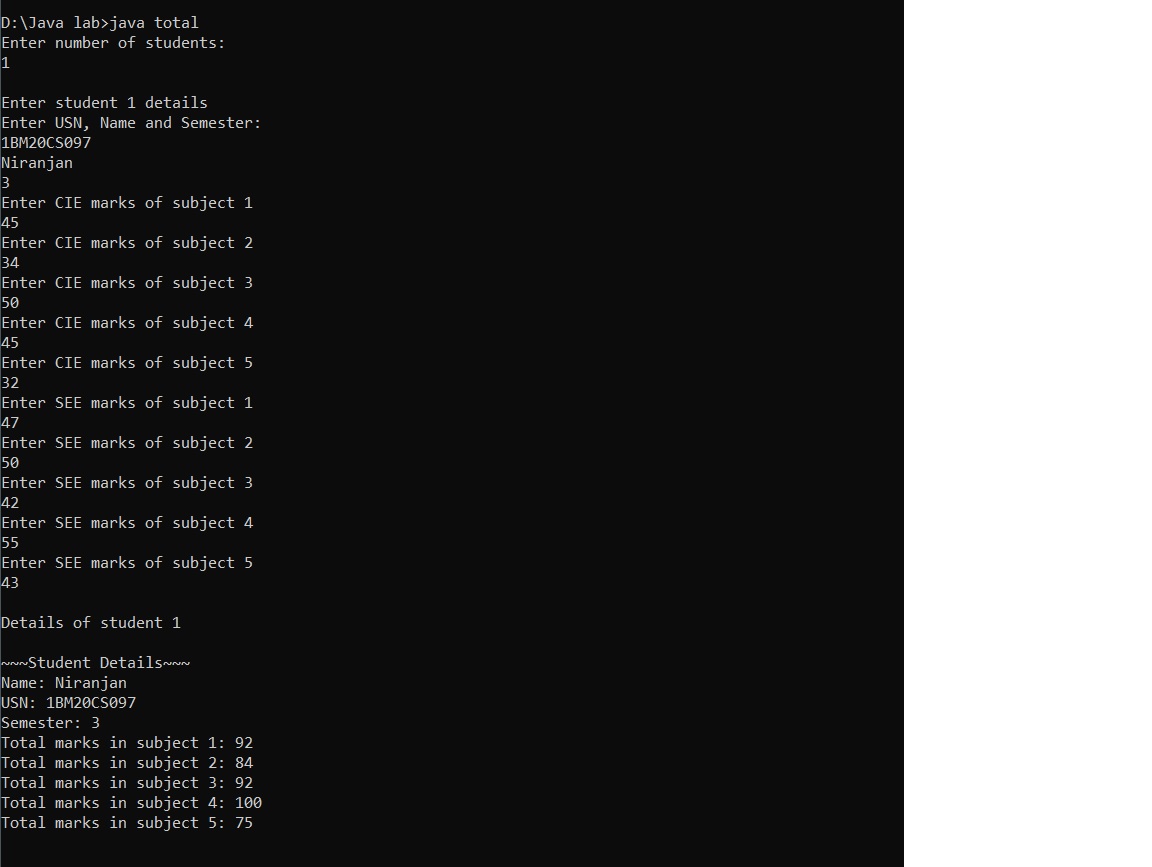 D:\Java lab>java total
Enter number of students:
1
Enter student 1 details
Enter USN, Name and Semester:
1BM20CS097
Niranjan
3
Enter CIE marks of subject 1
45
Enter CIE marks of subject 2
34
Enter CIE marks of subject 3
50
Enter CIE marks of subject 4
45
Enter CIE marks of subject 5
32
Enter SEE marks of subject 1
47
Enter SEE marks of subject 2
50
Enter SEE marks of subject 3
42
Enter SEE marks of subject 4
55
Enter SEE marks of subject 5
43
Details of student 1
~~~Student Details~~~
Name: Niranjan
USN: 1BM20CS097
Semester: 3
Total marks in subject 1: 92
Total marks in subject 2: 84
Total marks in subject 3: 92
Total marks in subject 4: 100
Total marks in subject 5: 75